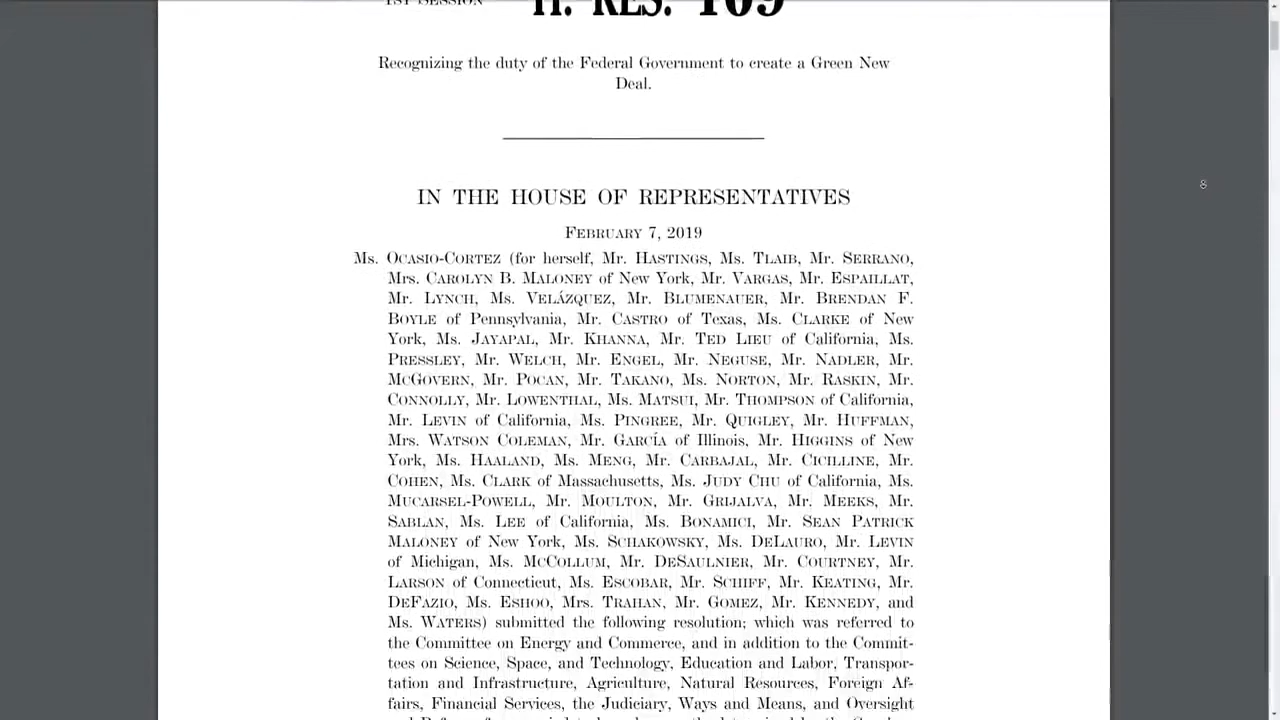 1ST SESSION H. RES. 109
Recognizing the duty of the Federal Government to create a Green New
Deal.
IN THE HOUSE OF REPRESENTATIVES
FEBRUARY 7, 2019
Ms. OCASIO-CORTEZ (for herself, Mr. HASTINGS, Ms. TLAIB, Mr. SERRANO,
Mrs. CAROLYN B. MALONEY of New York, Mr. VARGAS, Mr. ESPAILLAT,
Mr. LYNCH, Ms. VELÁZQUEZ, Mr. BLUMENAUER, Mr. BRENDAN F.
BOYLE of Pennsylvania, Mr. CASTRO of Texas, Ms. CLARKE of New
York, Ms. JAYAPAL, Mr. KHANNA, Mr. TED LIEU of California, Ms.
PRESSLEY, Mr. WELCH, Mr. ENGEL, Mr. NEGUSE, Mr. NADLER, Mr.
MCGOVERN, Mr. POCAN, Mr. TAKANO, Ms. NORTON, Mr. RASKIN, Mr.
CONNOLLY, Mr. LOWENTHAL, Ms. MATSUI, Mr. THOMPSON of California,
Mr. LEVIN of California, Ms. PINGREE, Mr. QUIGLEY, Mr. HUFFMAN,
Mrs. WATSON COLEMAN, Mr. GARCÍA of Illinois, Mr. HIGGINS of New
York, Ms. HAALAND, Ms. MENG, Mr. CARBAJAL, Mr. CICILLINE, Mr.
COHEN, Ms. CLARK of Massachusetts, Ms. JUDY CHU of California, Ms.
MUCARSEL-POWELL, Mr. MOULTON, Mr. GRIJALVA, Mr. MEEKS, Mr.
SABLAN, Ms. LEE of California, Ms. BONAMICI, Mr. SEAN PATRICK
MALONEY of New York, Ms. SCHAKOWSKY, Ms. DELAURO, Mr. LEVIN
of Michigan, Ms. MCCOLLUM, Mr. DESAULNIER, Mr. COURTNEY, Mr.
LARSON of Connecticut, Ms. ESCOBAR, Mr. SCHIFF, Mr. KEATING, Mr.
DEFAZIO, Ms. ESHOO, Mrs. TRAHAN, Mr. GOMEZ, Mr. KENNEDY, and
Ms. WATERS) submitted the following resolution; which was referred to
the Committee on Energy and Commerce, and in addition to the Commit-
tees on Science, Space, and Technology, Education and Labor, Transpor-
tation and Infrastructure, Agriculture, Natural Resources, Foreign Af-
fairs, Financial Services, the Judiciary, Ways and Means, and Oversight